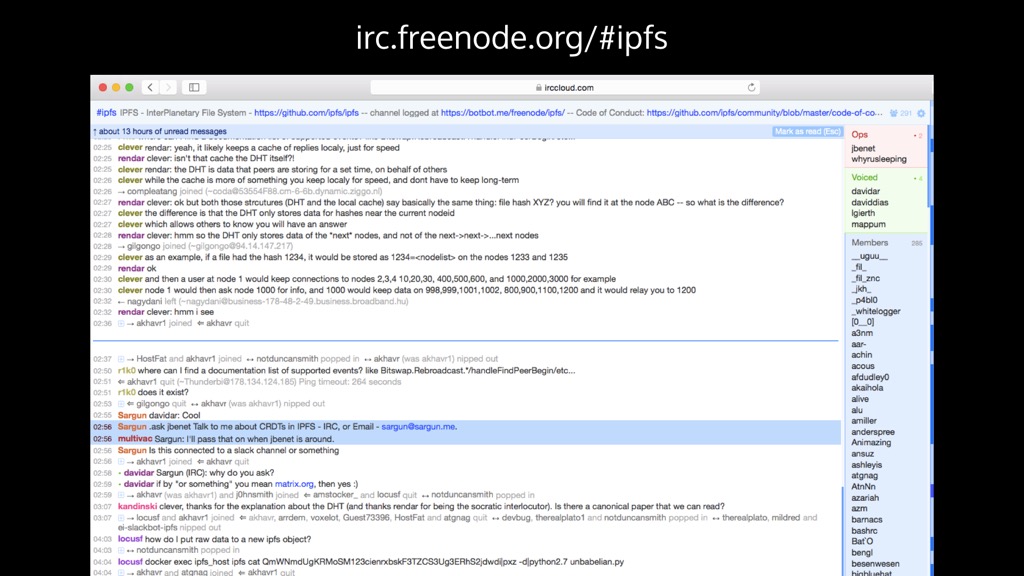 irc.freenode.org/#ipfs
irccloud.com
#ipfs IPFS - InterPlanetary File System - https://github.com/ipfs/ipfs -- channel logged at https://botbot.me/freenode/ipfs/ -- Code of Conduct: https://github.com/ipfs/community/blob/master/code-of-co... 291
↑ about 13 hours of unread messages
Mark as read (Esc)
02:25 clever rendar: yeah, it likely keeps a cache of replies localy, just for speed
02:25 rendar clever: isn't that cache the DHT itself?!
02:25 clever rendar: the DHT is data that peers are storing for a set time, on behalf of others
02:26 clever while the cache is more of something you keep localy for speed, and dont have to keep long-term
02:26 → compleatang joined (~coda@53554F88.cm-6-6b.dynamic.ziggo.nl)
02:27 rendar clever: ok but both those strcutures (DHT and the local cache) say basically the same thing: file hash XYZ? you will find it at the node ABC -- so what is the difference?
02:27 clever the difference is that the DHT only stores data for hashes near the current nodeid
02:27 clever which allows others to know you will have an answer
02:28 rendar clever: hmm so the DHT only stores data of the *next* nodes, and not of the next->next->...next nodes
02:28 → gilgongo joined (~gilgongo@94.14.147.217)
02:29 clever as an example, if a file had the hash 1234, it would be stored as 1234=<nodelist> on the nodes 1233 and 1235
02:29 rendar ok
02:30 clever and then a user at node 1 would keep connections to nodes 2,3,4 10,20,30, 400,500,600, and 1000,2000,3000 for example
02:30 clever node 1 would then ask node 1000 for info, and 1000 would keep data on 998,999,1001,1002, 800,900,1100,1200 and it would relay you to 1200
02:32 ← nagydani left (~nagydani@business-178-48-2-49.business.broadband.hu)
02:32 rendar clever: hmm i see
02:36 → akhavr1 joined ⇐ akhavr quit
02:37 → HostFat and akhavr1 joined ↔ notduncansmith popped in ↔ akhavr (was akhavr1) nipped out
02:50 r1k0 where can I find a documentation list of supported events? like Bitswap.Rebroadcast.*/handleFindPeerBegin/etc...
02:51 ⇐ akhavr1 quit (~Thunderbi@178.134.124.185) Ping timeout: 264 seconds
02:51 r1k0 does it exist?
02:53 ⇐ gilgongo quit ↔ akhavr (was akhavr1) nipped out
02:55 Sargun davidar: Cool
02:56 Sargun .ask jbenet Talk to me about CRDTs in IPFS - IRC, or Email - sargun@sargun.me.
02:56 multivac Sargun: I'll pass that on when jbenet is around.
02:56 Sargun Is this connected to a slack channel or something
02:56 → akhavr1 joined ⇐ akhavr quit
02:58 • davidar Sargun (IRC): why do you ask?
02:59 • davidar if by "or something" you mean matrix.org, then yes :)
02:59 → akhavr (was akhavr1) and j0hnsmith joined ⇐ amstocker_ and locusf quit ↔ notduncansmith popped in
03:07 kandinski clever, thanks for the explanation about the DHT (and thanks rendar for being the socratic interlocutor). Is there a canonical paper that we can read?
03:07 → locusf and akhavr1 joined ⇐ akhavr, arrdem, voxelot, Guest73396, HostFat and atgnag quit ↔ devbug, therealplato1 and notduncansmith popped in ↔ therealplato, mildred and
ei-slackbot-ipfs nipped out
04:03 locusf how do I put raw data to a new ipfs object?
04:03 ↔ notduncansmith popped in
04:04 locusf docker exec ipfs_host ipfs cat QmWNmdUgKRMoSM123cienrxbskF3TZCS3Ug3ERhS2jdwdi|pxz -d|python2.7 unbabelian.py
04:04 → akhavr and atgnag joined ⇐ akhavr1 quit
Ops • 2
jbenet
whyrusleeping
Voiced • 4
davidar
daviddias
lgierth
mappum
Members 285
__uguu__
_fil_
_fil_znc
_jkh_
_p4bl0
_whitelogger
[0__0]
a3nm
aar-
achin
acous
afdudley0
akaihola
alive
alu
amiller
anderspree
Animazing
ansuz
ashleyis
atgnag
AtnNn
azariah
azm
barnacs
bashrc
Bat`O
bengl
besenwesen
bigbluehat